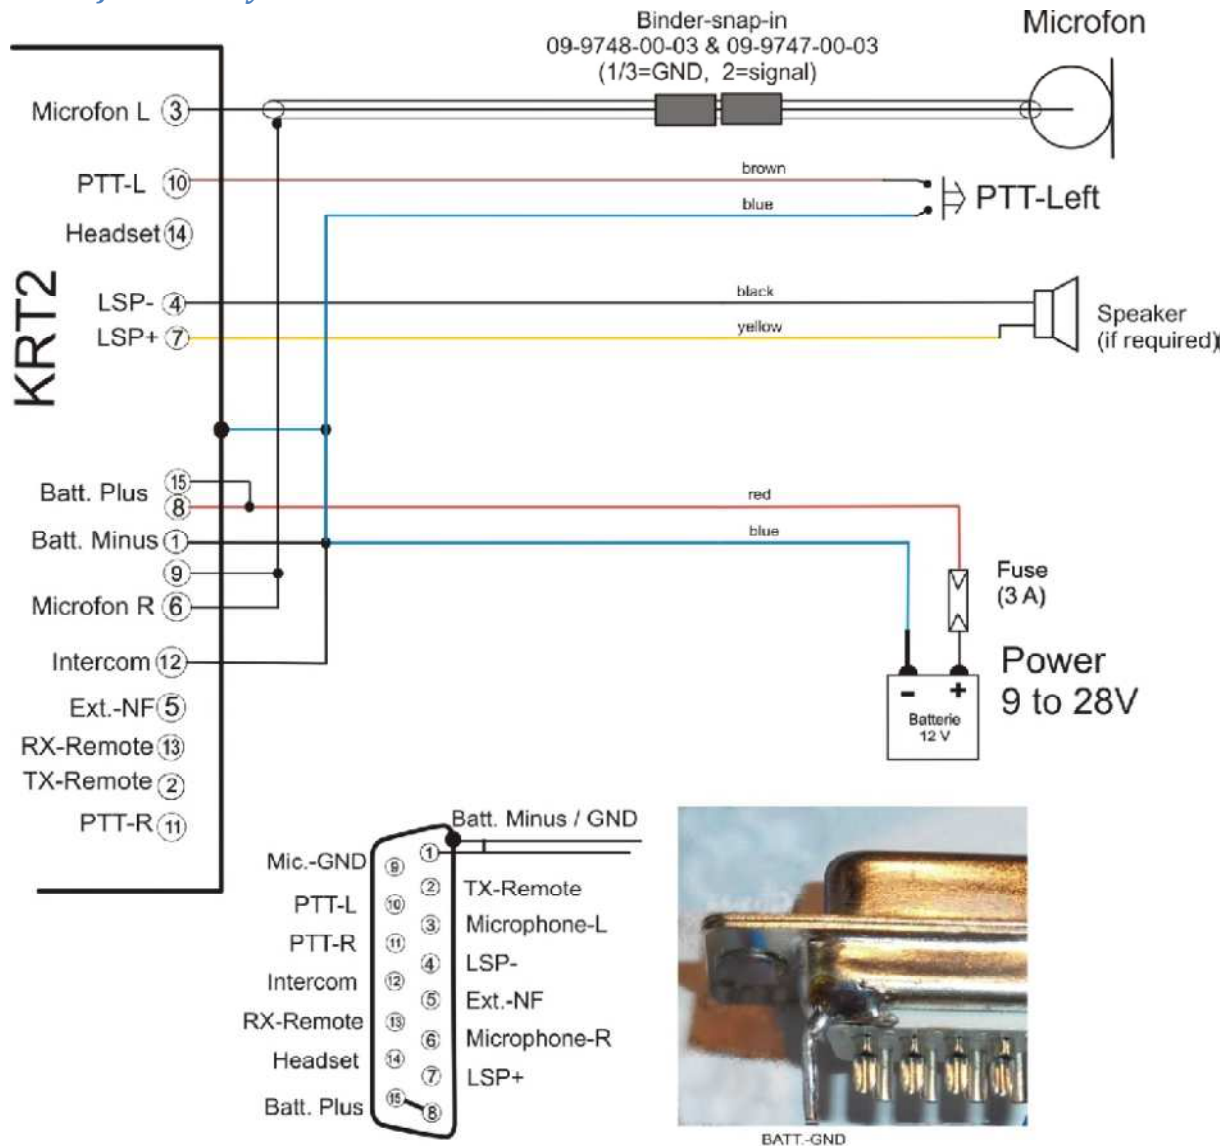 Binder-snap-in
09-9748-00-03 & 09-9747-00-03
(1/3=GND, 2=signal)
Microfon
Microfon L 3
PTT-L 10
brown
blue
PTT-Left
Headset 14
KRT2
LSP- 4
black
LSP+ 7
yellow
Speaker
(if required)
15
Batt. Plus
8
red
Batt. Minus 1
blue
9
Fuse
(3 A)
Microfon R 6
Intercom 12
Power
9 to 28V
- +
Batterie
12 V
Ext.-NF 5
RX-Remote 13
TX-Remote 2
PTT-R 11
Batt. Minus / GND
1
Mic.-GND 9
2 TX-Remote
PTT-L 10
3 Microphone-L
PTT-R 11
4 LSP-
Intercom 12
5 Ext.-NF
RX-Remote 13
6 Microphone-R
Headset 14
7 LSP+
Batt. Plus 15
8
BATT.-GND